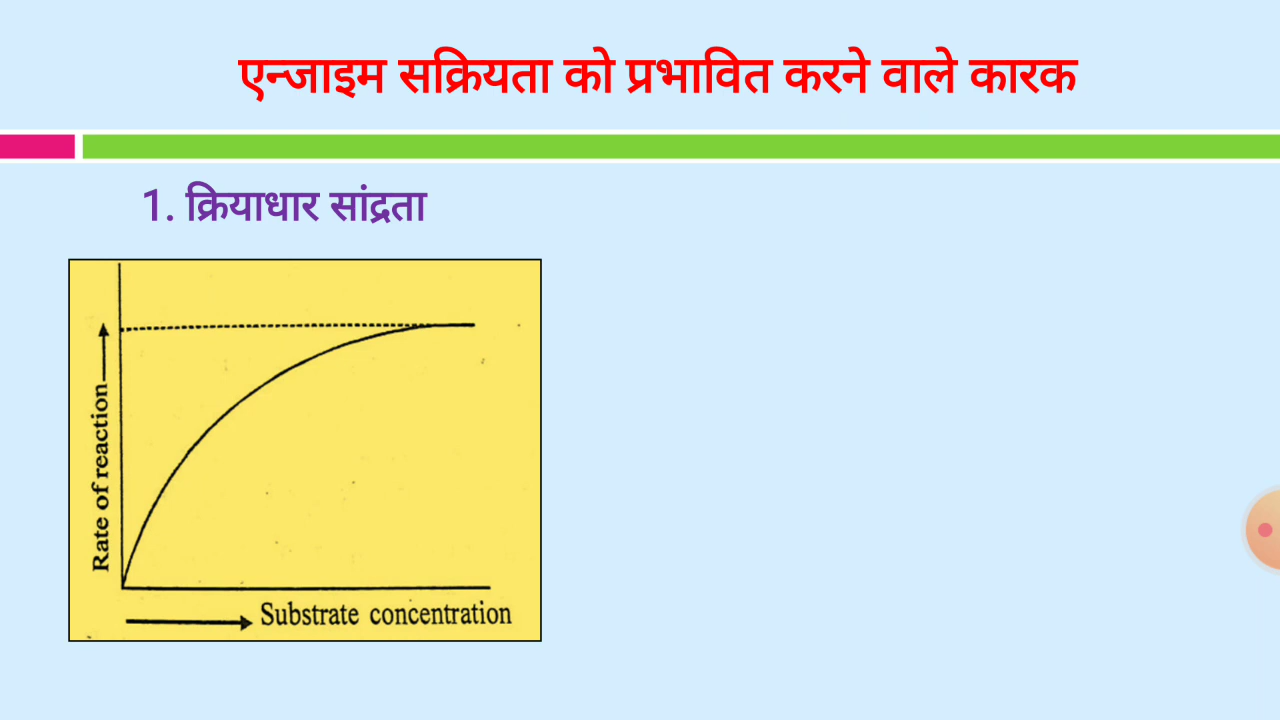 एन्जाइम सक्रियता को प्रभावित करने वाले कारक
1. क्रियाधार सांद्रता
Rate of reaction
Substrate concentration